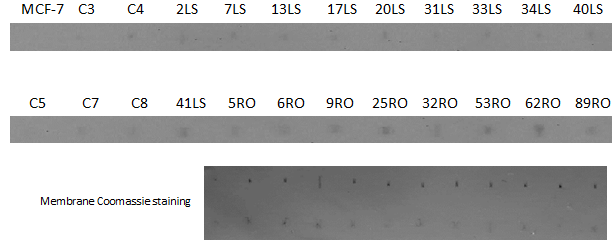 MCF-7 C3 C4 2LS 7LS 13LS 17LS 20LS 31LS 33LS 34LS 40LS
C5 C7 C8 41LS 5RO 6RO 9RO 25RO 32RO 53RO 62RO 89RO
Membrane Coomassie staining